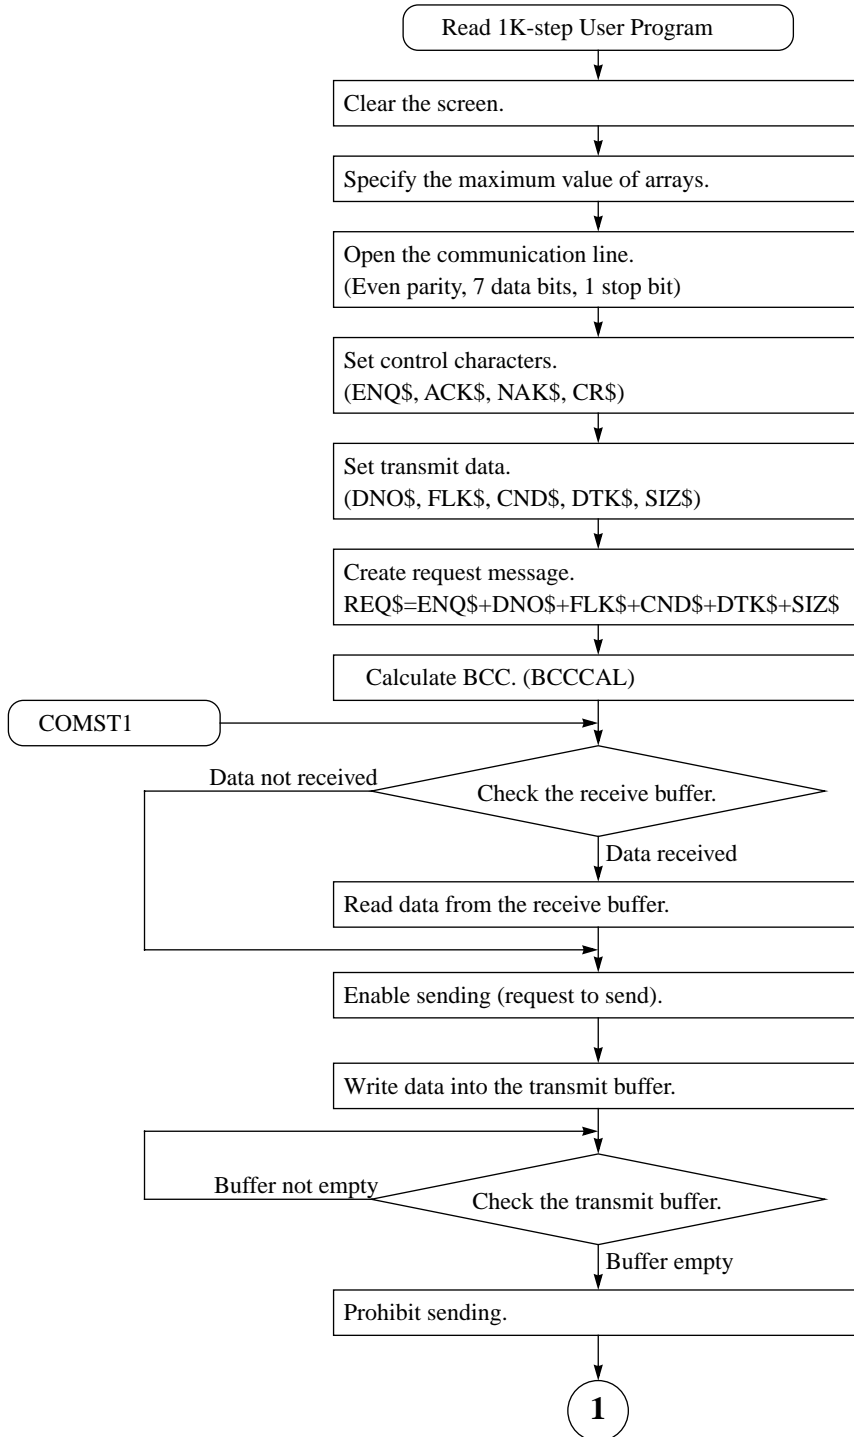 Read 1K-step User Program
Clear the screen.
Specify the maximum value of arrays.
Open the communication line.
(Even parity, 7 data bits, 1 stop bit)
Set control characters.
(ENQ$, ACK$, NAK$, CR$)
Set transmit data.
(DNO$, FLK$, CND$, DTK$, SIZ$)
Create request message.
REQ$=ENQ$+DNO$+FLK$+CND$+DTK$+SIZ$
Calculate BCC. (BCCCAL)
COMST1
Data not received
Check the receive buffer.
Data received
Read data from the receive buffer.
Enable sending (request to send).
Write data into the transmit buffer.
Buffer not empty
Check the transmit buffer.
Buffer empty
Prohibit sending.
1